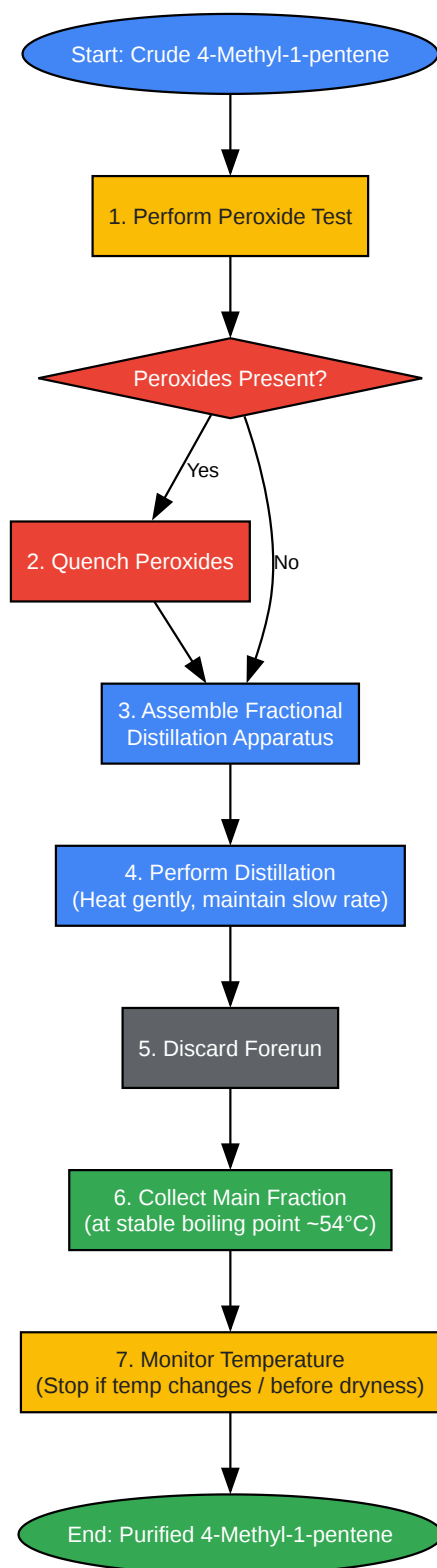 Start: Crude 4-Methyl-1-pentene
1. Perform Peroxide Test
Peroxides Present?
Yes
2. Quench Peroxides
No
3. Assemble Fractional
Distillation Apparatus
4. Perform Distillation
(Heat gently, maintain slow rate)
5. Discard Forerun
6. Collect Main Fraction
(at stable boiling point ~54°C)
7. Monitor Temperature
(Stop if temp changes / before dryness)
End: Purified 4-Methyl-1-pentene